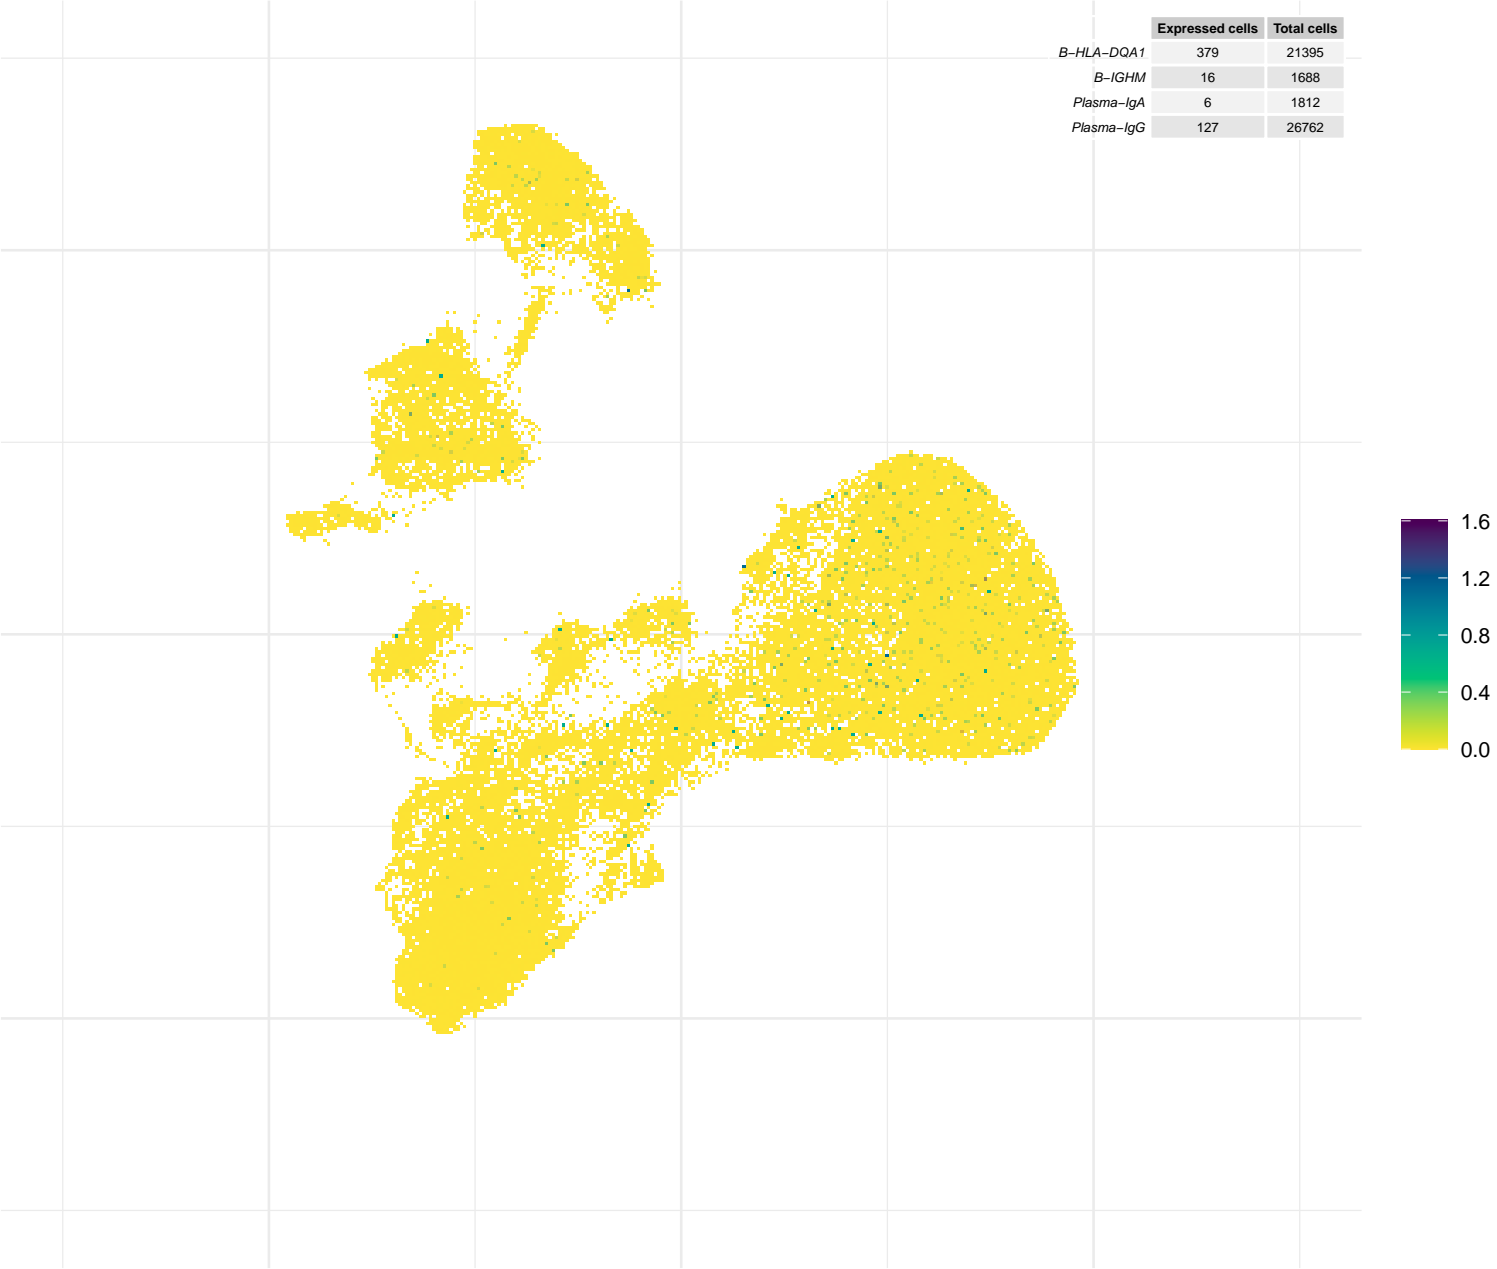 Expressed cells Total cells
B−HLA−DQA1 379 21395
B−IGHM 16 1688
Plasma−IgA 6 1812
Plasma−IgG 127 26762
1.6
1.2
0.8
0.4
0.0